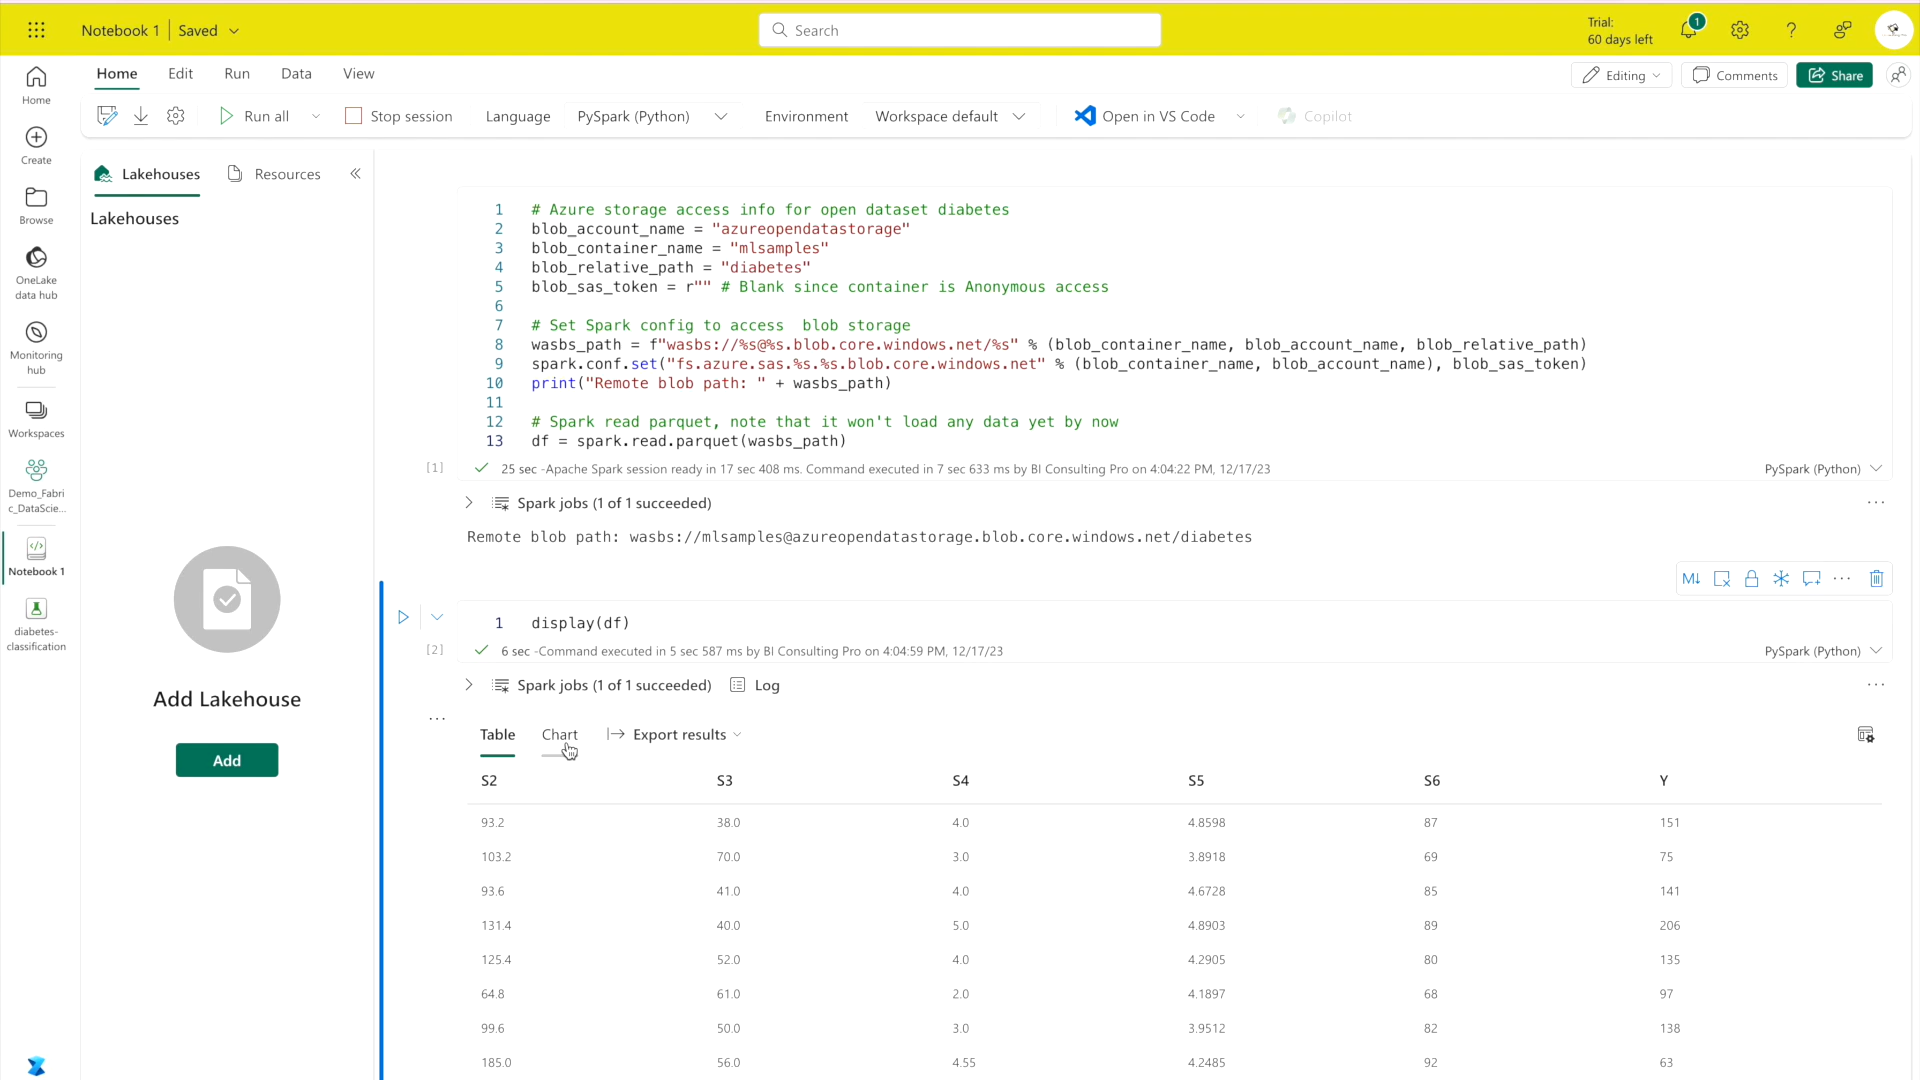 Notebook 1 | Saved
Search
Trial:
60 days left
1
Home Edit Run Data View
Editing Comments Share
Run all Stop session Language PySpark (Python) Environment Workspace default Open in VS Code Copilot
Home
Create
Browse
OneLake
data hub
Monitoring
hub
Workspaces
Demo_Fabri
c_DataScie...
Notebook 1
diabetes-
classification
Lakehouses Resources
Lakehouses
Add Lakehouse
Add
1 # Azure storage access info for open dataset diabetes
2 blob_account_name = "azureopendatastorage"
3 blob_container_name = "mlsamples"
4 blob_relative_path = "diabetes"
5 blob_sas_token = r"" # Blank since container is Anonymous access
6
7 # Set Spark config to access  blob storage
8 wasbs_path = f"wasbs://%s@%s.blob.core.windows.net/%s" % (blob_container_name, blob_account_name, blob_relative_path)
9 spark.conf.set("fs.azure.sas.%s.%s.blob.core.windows.net" % (blob_container_name, blob_account_name), blob_sas_token)
10 print("Remote blob path: " + wasbs_path)
11
12 # Spark read parquet, note that it won't load any data yet by now
13 df = spark.read.parquet(wasbs_path)
[1] 25 sec -Apache Spark session ready in 17 sec 408 ms. Command executed in 7 sec 633 ms by BI Consulting Pro on 4:04:22 PM, 12/17/23 PySpark (Python)
Spark jobs (1 of 1 succeeded) ...
Remote blob path: wasbs://mlsamples@azureopendatastorage.blob.core.windows.net/diabetes
M↓ ...
1 display(df)
[2] 6 sec -Command executed in 5 sec 587 ms by BI Consulting Pro on 4:04:59 PM, 12/17/23 PySpark (Python)
Spark jobs (1 of 1 succeeded) Log ...
...
Table Chart Export results
S2 S3 S4 S5 S6 Y
93.2 38.0 4.0 4.8598 87 151
103.2 70.0 3.0 3.8918 69 75
93.6 41.0 4.0 4.6728 85 141
131.4 40.0 5.0 4.8903 89 206
125.4 52.0 4.0 4.2905 80 135
64.8 61.0 2.0 4.1897 68 97
99.6 50.0 3.0 3.9512 82 138
185.0 56.0 4.55 4.2485 92 63